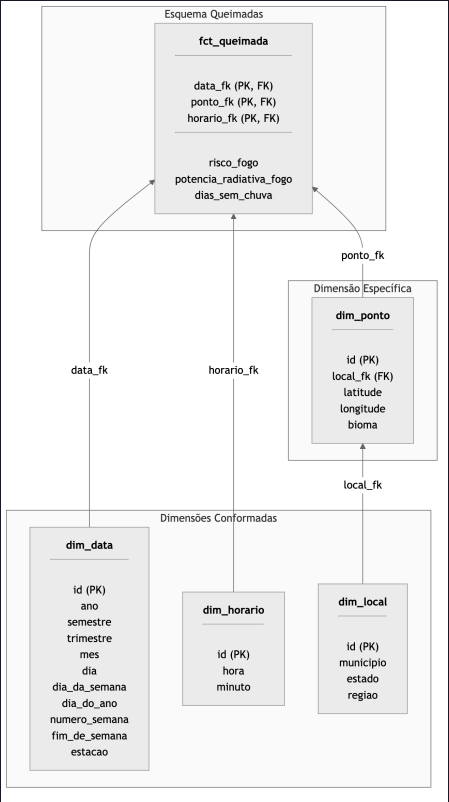 Esquema Queimadas
fct_queimada
data_fk (PK, FK)
ponto_fk (PK, FK)
horario_fk (PK, FK)
risco_fogo
potencia_radiativa_fogo
dias_sem_chuva
ponto_fk
Dimensão Específica
dim_ponto
id (PK)
local_fk (FK)
latitude
longitude
bioma
data_fk
horario_fk
local_fk
Dimensões Conformadas
dim_data
id (PK)
ano
semestre
trimestre
mes
dia
dia_da_semana
dia_do_ano
numero_semana
fim_de_semana
estacao
dim_horario
id (PK)
hora
minuto
dim_local
id (PK)
municipio
estado
regiao